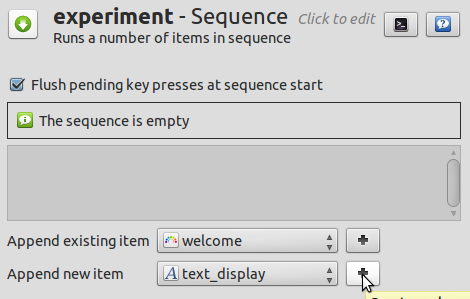 experiment - Sequence Click to edit
Runs a number of items in sequence
Flush pending key presses at sequence start
The sequence is empty
Append existing item welcome
Append new item A text_display